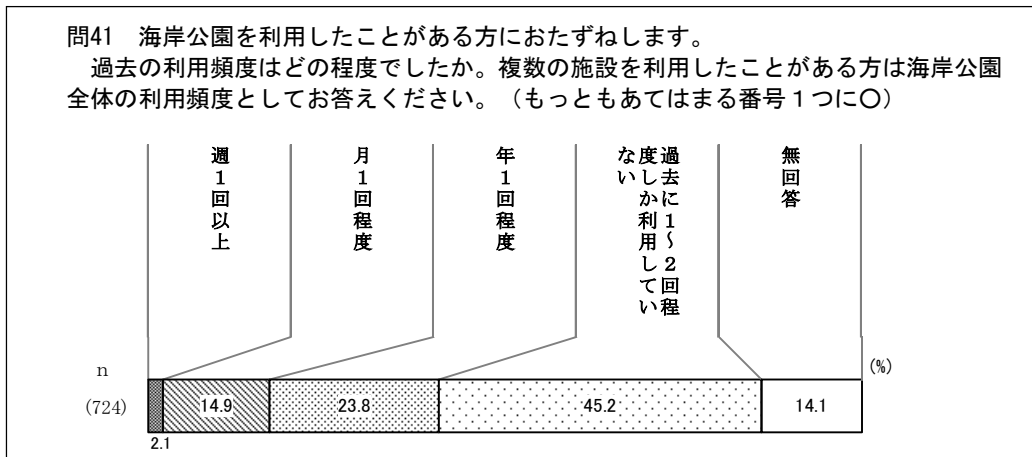 問41　海岸公園を利用したことがある方におたずねします。
　過去の利用頻度はどの程度でしたか。複数の施設を利用したことがある方は海岸公園
全体の利用頻度としてお答えください。（もっともあてはまる番号１つに〇）
週１回以上
月１回程度
年１回程度
過去に１～２回程
度しか利用してい
ない
無回答
n
(%)
(724)
14.9
23.8
45.2
14.1
2.1